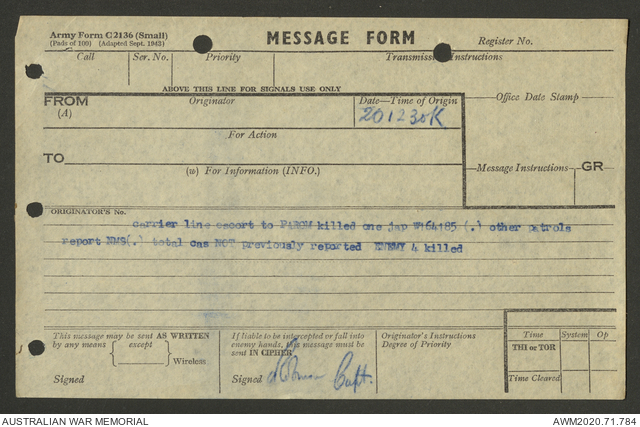 Army Form C2136 (Small)
(Pads of 100) (Adapted Sept. 1943)
MESSAGE FORM
Register No.
Call Ser. No. Priority Transmission Instructions
ABOVE THIS LINE FOR SIGNALS USE ONLY
FROM Originator Date—Time of Origin Office Date Stamp
(A) 201230K
For Action
TO
(W) For Information (INFO.) Message Instructions GR
ORIGINATOR'S No.
carrier line escort to killed one jap (.) other patrols
report NMS(.) total cas NOT previously reported ENEMY 4 killed
This message may be sent AS WRITTEN
by any means except
Wireless
Signed
If liable to be intercepted or fall into
enemy hands, this message must be
sent IN CIPHER
Signed Capt.
Originator's Instructions
Degree of Priority
Time System Op
THI or TOR
Time Cleared
AUSTRALIAN WAR MEMORIAL AWM2020.71.784